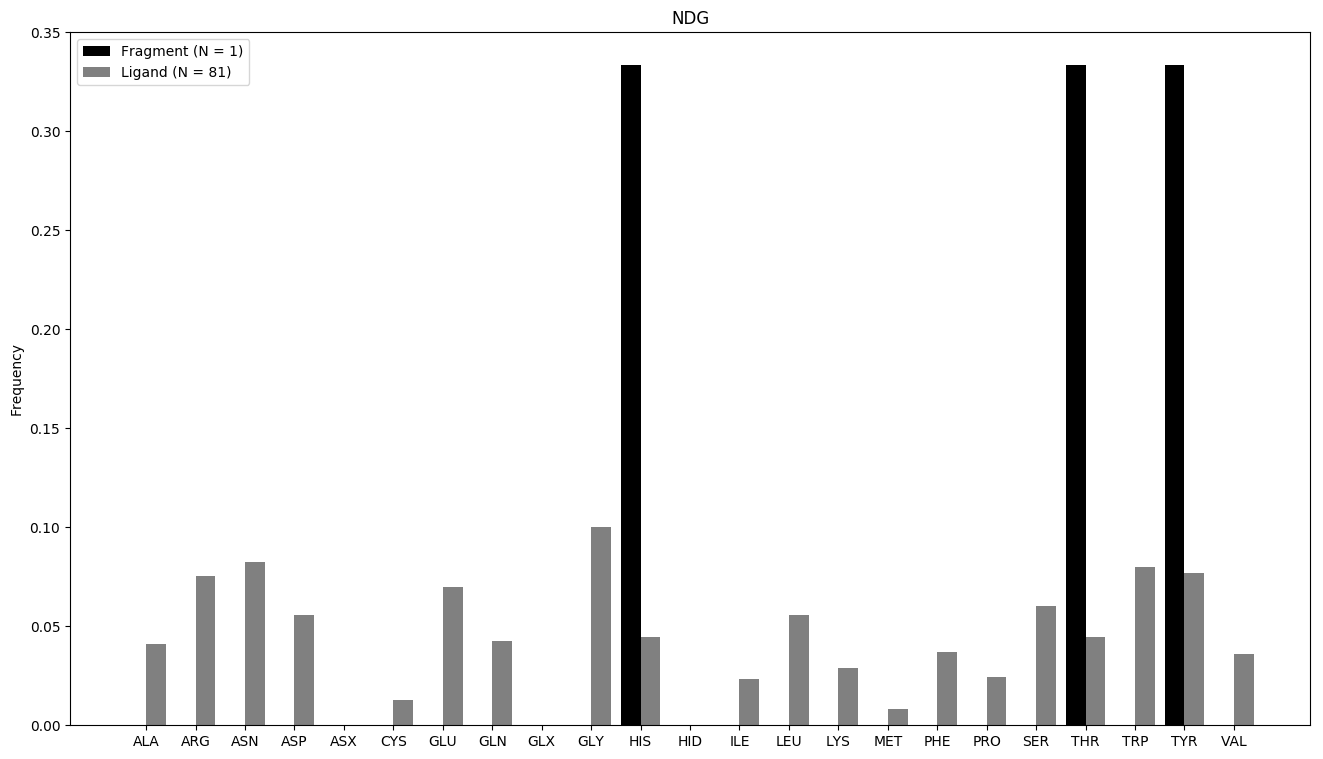 NDG
Fragment (N = 1)
Ligand (N = 81)
Frequency
0.35
0.30
0.25
0.20
0.15
0.10
0.05
0.00
ALA ARG ASN ASP ASX CYS GLU GLN GLX GLY HIS HID ILE LEU LYS MET PHE PRO SER THR TRP TYR VAL